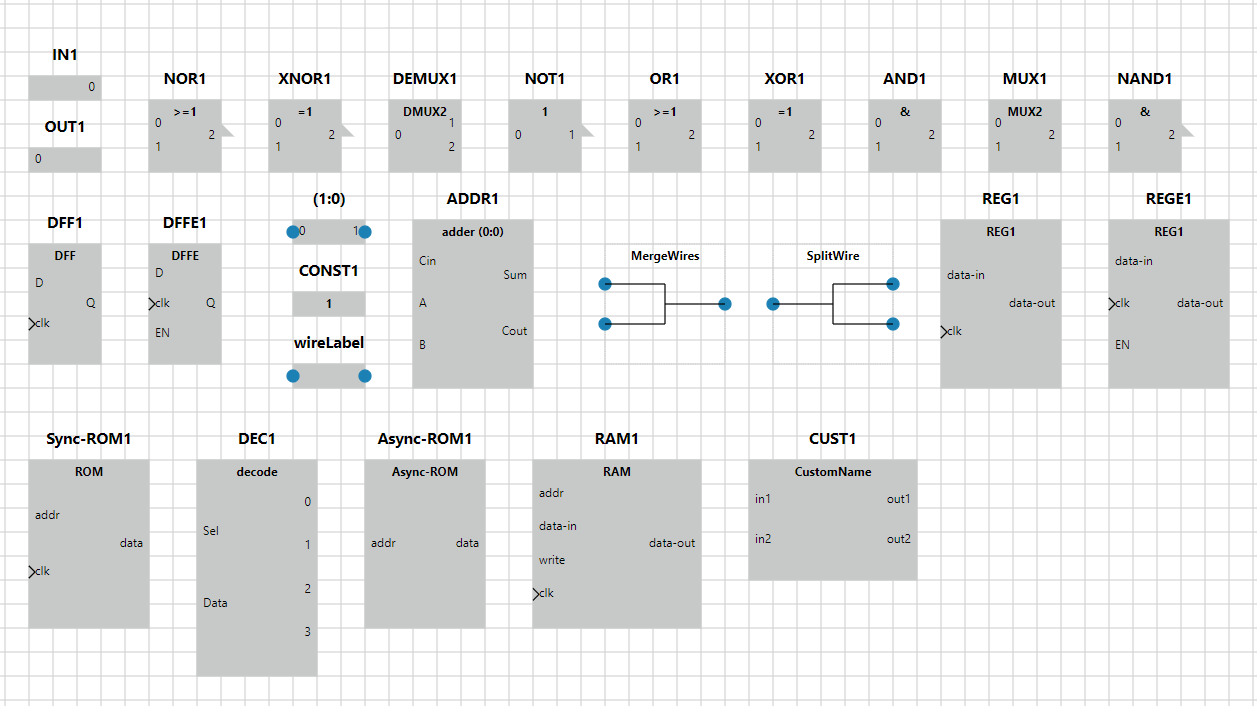 IN1
0
OUT1
0
NOR1
>=1
0
1
2
XNOR1
=1
0
1
2
DEMUX1
DMUX2
0
1
2
NOT1
1
0
1
OR1
>=1
0
1
2
XOR1
=1
0
1
2
AND1
&
0
1
2
MUX1
MUX2
0
1
2
NAND1
&
0
1
2
DFF1
DFF
D
Q
clk
DFFE1
DFFE
D
clk
Q
EN
(1:0)
0
1
CONST1
1
wireLabel
ADDR1
adder (0:0)
Cin
Sum
A
Cout
B
MergeWires
SplitWire
REG1
REG1
data-in
data-out
clk
REGE1
REG1
data-in
clk
data-out
EN
Sync-ROM1
ROM
addr
data
clk
DEC1
decode
0
Sel
1
2
Data
3
Async-ROM1
Async-ROM
addr
data
RAM1
RAM
addr
data-in
data-out
write
clk
CUST1
CustomName
in1
out1
in2
out2